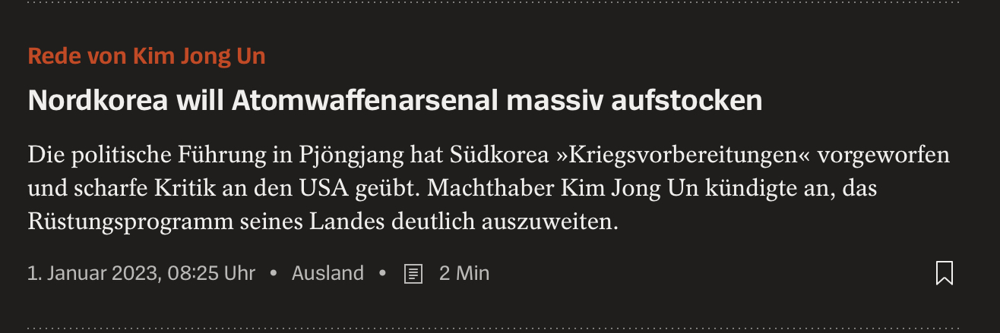 Rede von Kim Jong Un
Nordkorea will Atomwaffenarsenal massiv aufstocken
Die politische Führung in Pjöngjang hat Südkorea »Kriegsvorbereitungen« vorgeworfen
und scharfe Kritik an den USA geübt. Machthaber Kim Jong Un kündigte an, das
Rüstungsprogramm seines Landes deutlich auszuweiten.
1. Januar 2023, 08:25 Uhr • Ausland • 2 Min